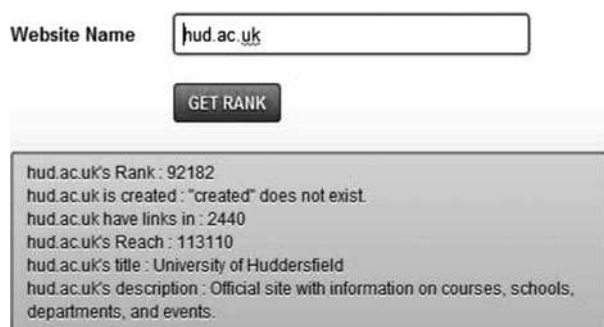 Website Name hud.ac.uk
GET RANK
hud.ac.uk's Rank : 92182
hud.ac.uk is created : "created" does not exist.
hud.ac.uk have links in : 2440
hud.ac.uk's Reach : 113110
hud.ac.uk's title : University of Huddersfield
hud.ac.uk's description : Official site with information on courses, schools,
departments, and events.